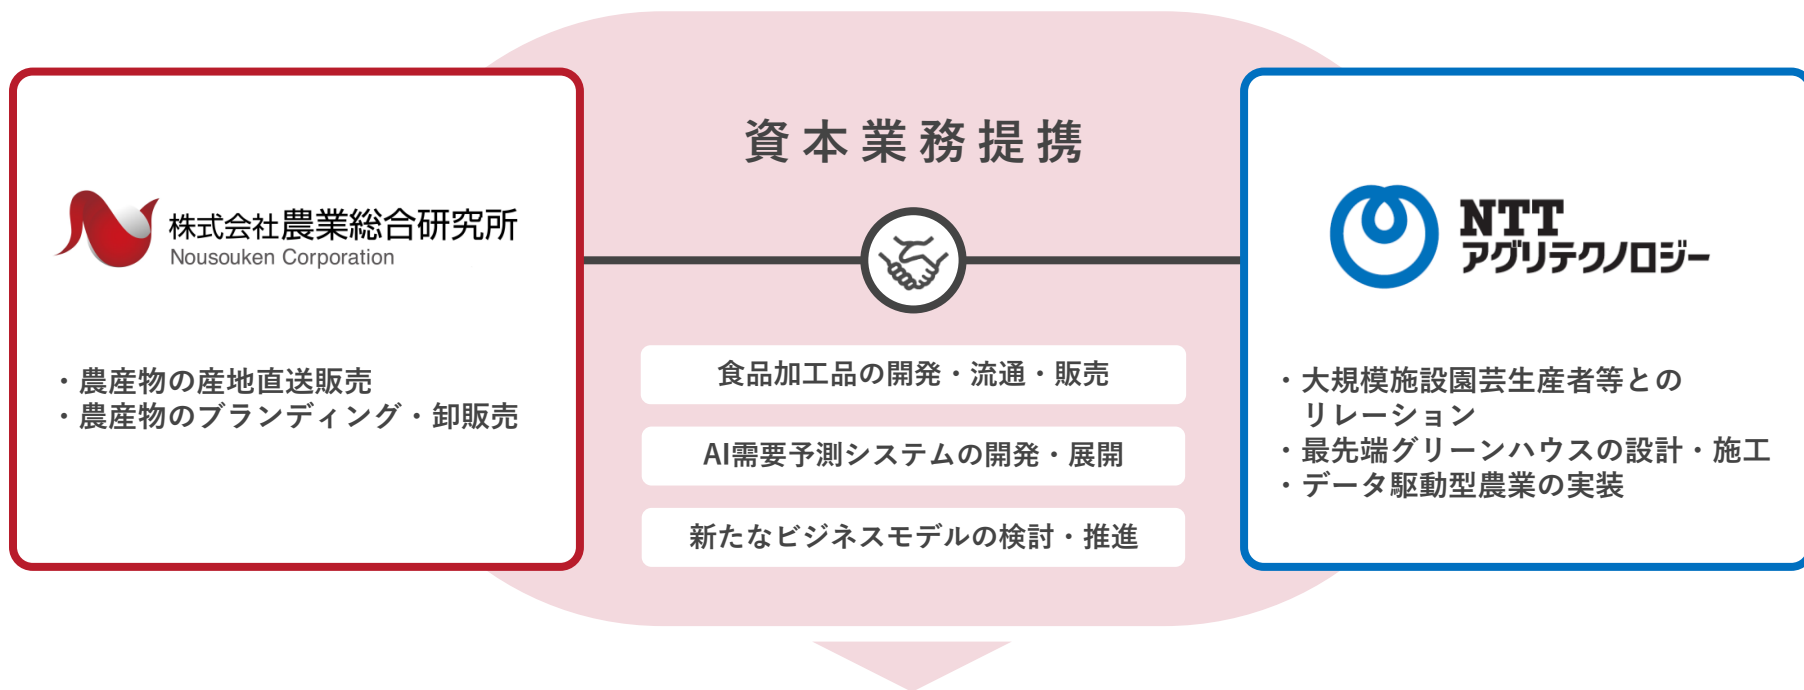 資本業務提携
株式会社農業総合研究所
Nousouken Corporation
・農産物の産地直送販売
・農産物のブランディング・卸販売
食品加工品の開発・流通・販売
AI需要予測システムの開発・展開
新たなビジネスモデルの検討・推進
NTT
アグリテクノロジー
・大規模施設園芸生産者等との
リレーション
・最先端グリーンハウスの設計・施工
・データ駆動型農業の実装